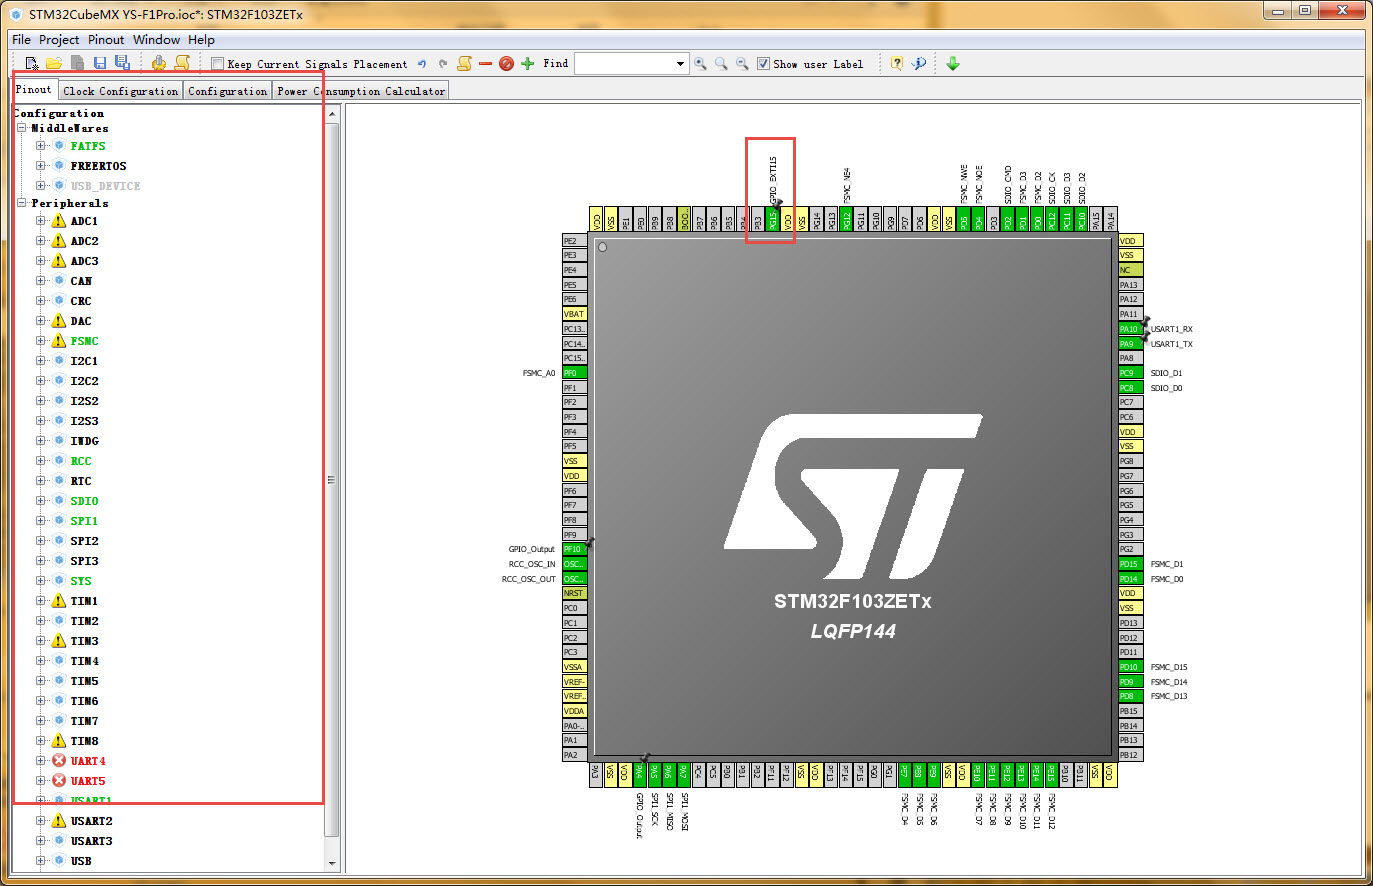 STM32CubeMX YS-F1Pro.ioc*: STM32F103ZETx
File Project Pinout Window Help
Keep Current Signals Placement
Find
Show user Label
Pinout
Clock Configuration
Configuration
Power Consumption Calculator
Configuration
MiddleWares
FATFS
FREERTOS
USB_DEVICE
Peripherals
ADC1
ADC2
ADC3
CAN
CRC
DAC
FSMC
I2C1
I2C2
I2S2
I2S3
IWDG
RCC
RTC
SDIO
SPI1
SPI2
SPI3
SYS
TIM1
TIM2
TIM3
TIM4
TIM5
TIM6
TIM7
TIM8
UART4
UART5
USART1
USART2
USART3
USB
GPIO_EXTI15
FSMC_NE4
FSMC_NWE
FSMC_NOE
SDIO_CMD
FSMC_D3
FSMC_D2
SDIO_CK
SDIO_D3
SDIO_D2
VDD
VSS
PE1
PE0
PB9
PB8
BOO..
PB7
PB6
PB5
PB4
PB3
PG15
VDD
VSS
PG14
PG13
PG12
PG11
PG10
PG9
PD7
PD6
VDD
VSS
PD5
PD4
PD3
PD2
PD1
PD0
PC12
PC11
PC10
PA15
PA14
PE2
PE3
PE4
PE5
PE6
VBAT
PC13..
PC14..
PC15..
FSMC_A0 PF0
PF1
PF2
PF3
PF4
PF5
VSS
VDD
PF6
PF7
PF8
PF9
GPIO_Output PF10
RCC_OSC_IN OSC..
RCC_OSC_OUT OSC..
NRST
PC0
PC1
PC2
PC3
VSSA
VREF-
VREF..
VDDA
PA0-..
PA1
PA2
ST
STM32F103ZETx
LQFP144
VDD
VSS
NC
PA13
PA12
PA11
PA10 USART1_RX
PA9 USART1_TX
PA8
PC9 SDIO_D1
PC8 SDIO_D0
PC7
PC6
VDD
VSS
PG8
PG7
PG6
PG5
PG4
PG3
PG2
PD15 FSMC_D1
PD14 FSMC_D0
VDD
VSS
PD13
PD12
PD11
PD10 FSMC_D15
PD9 FSMC_D14
PD8 FSMC_D13
PB15
PB14
PB13
PB12
PA3
VSS
VDD
PA4
PA5
PA6
PA7
PC4
PC5
PB0
PB1
PB2
PF11
PF12
VSS
VDD
PF13
PF14
PF15
PG0
PG1
PE7
PE8
PE9
VSS
VDD
PE10
PE11
PE12
PE13
PE14
PE15
PB10
PB11
VSS
VDD
GPIO_Output
SPI1_SCK
SPI1_MISO
SPI1_MOSI
FSMC_D4
FSMC_D5
FSMC_D6
FSMC_D7
FSMC_D8
FSMC_D9
FSMC_D10
FSMC_D11
FSMC_D12